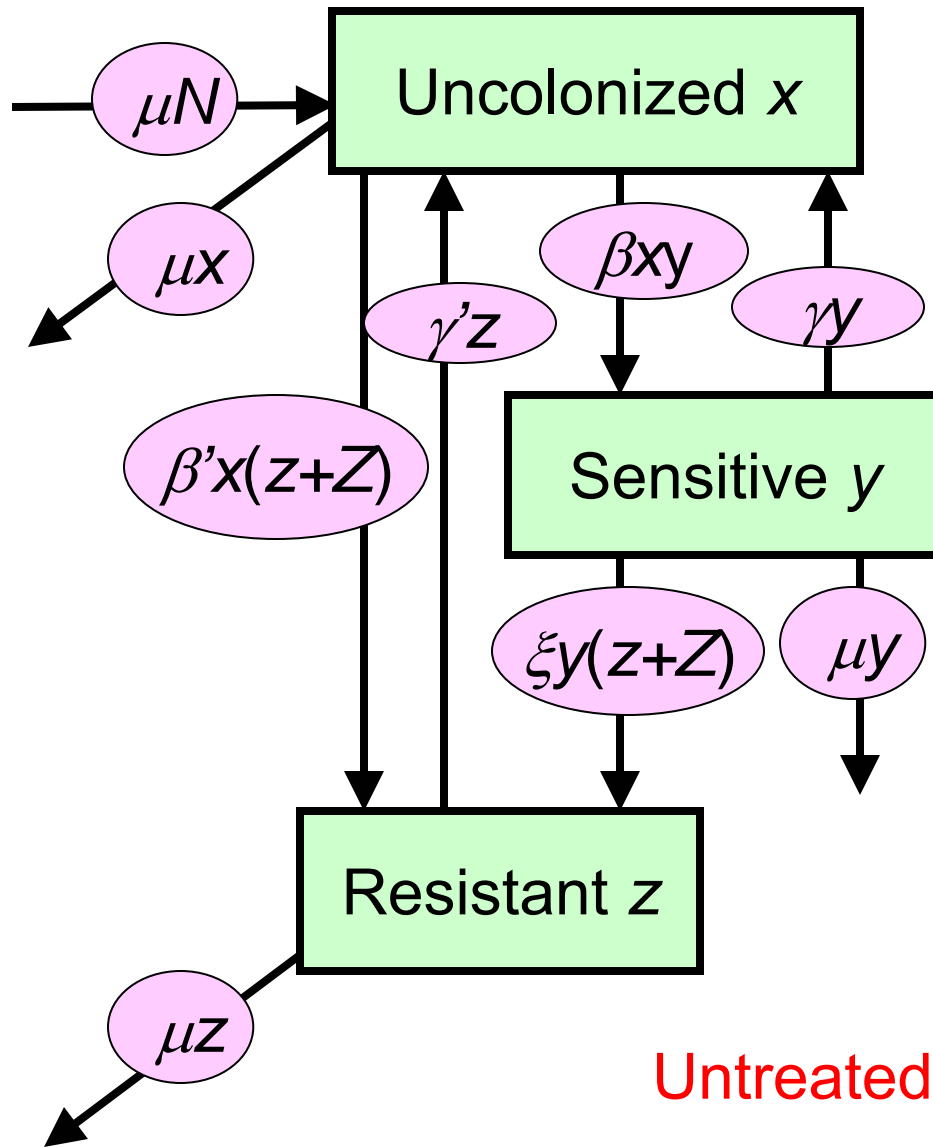 μN
Uncolonized x
μx
βxy
γy
γ'z
β'x(z+Z)
Sensitive y
ξy(z+Z)
μy
Resistant z
μz
Untreated